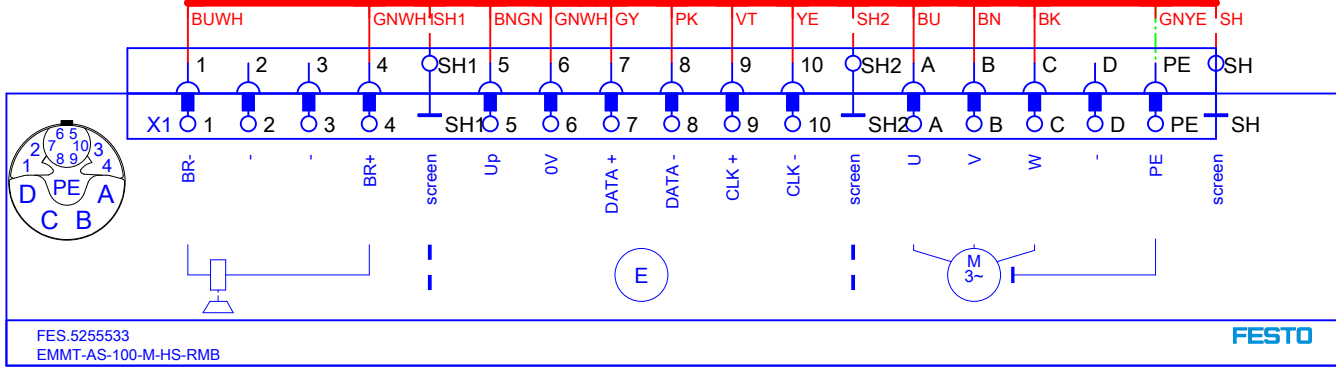 BUWH GNWH SH1 BNGN GNWH GY PK VT YE SH2 BU BN BK GNYE SH
1 2 3 4 SH1 5 6 7 8 9 10 SH2 A B C D PE SH
X1 1 2 3 4 SH1 5 6 7 8 9 10 SH2 A B C D PE SH
BR- - - BR+ screen Up 0V DATA + DATA - CLK + CLK - screen U V W - PE screen
6 5
2 7 10 3
1 8 9 4
D PE A
C B
E
M
3~
FES.5255533
EMMT-AS-100-M-HS-RMB
FESTO